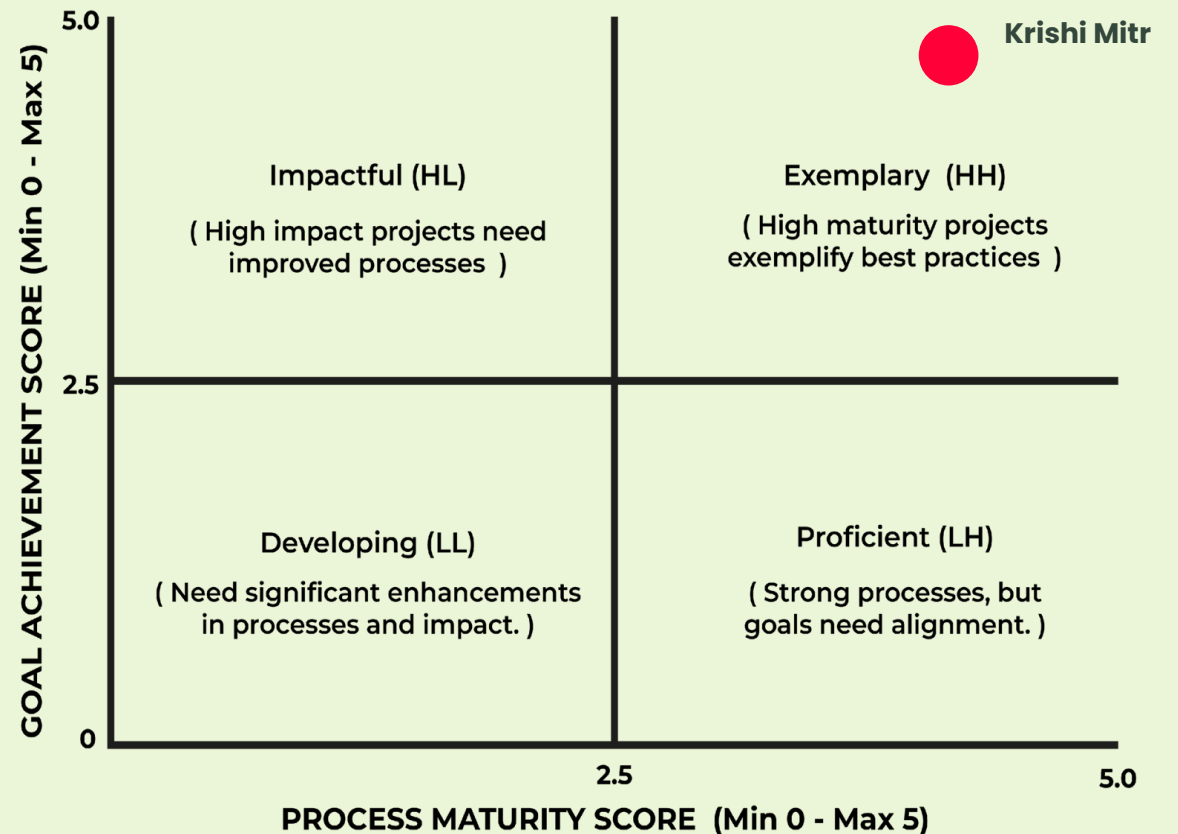 5.0
Krishi Mitr
GOAL ACHIEVEMENT SCORE (Min 0 - Max 5)
Impactful (HL)
( High impact projects need
improved processes )
Exemplary (HH)
( High maturity projects
exemplify best practices )
2.5
Developing (LL)
( Need significant enhancements
in processes and impact. )
Proficient (LH)
( Strong processes, but
goals need alignment. )
0
2.5
5.0
PROCESS MATURITY SCORE (Min 0 - Max 5)